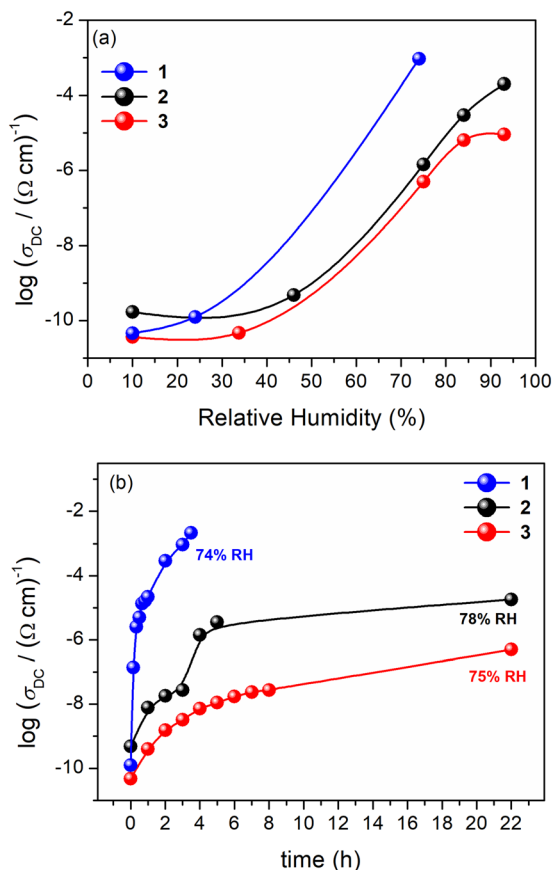 (a)
1
2
3
-2
-4
-6
-8
-10
log (σDC / (Ω cm)⁻¹
0 10 20 30 40 50 60 70 80 90 100
Relative Humidity (%)
(b)
1
2
3
-2
-4
-6
-8
-10
74% RH
78% RH
75% RH
log (σDC / (Ω cm)⁻¹
0 2 4 6 8 10 12 14 16 18 20 22
time (h)